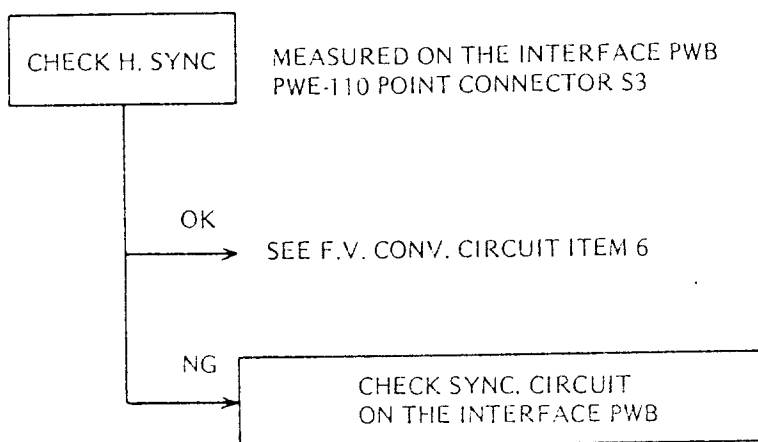 CHECK H. SYNC
MEASURED ON THE INTERFACE PWB
PWE-110 POINT CONNECTOR S3
OK
SEE F.V. CONV. CIRCUIT ITEM 6
NG
CHECK SYNC. CIRCUIT
ON THE INTERFACE PWB